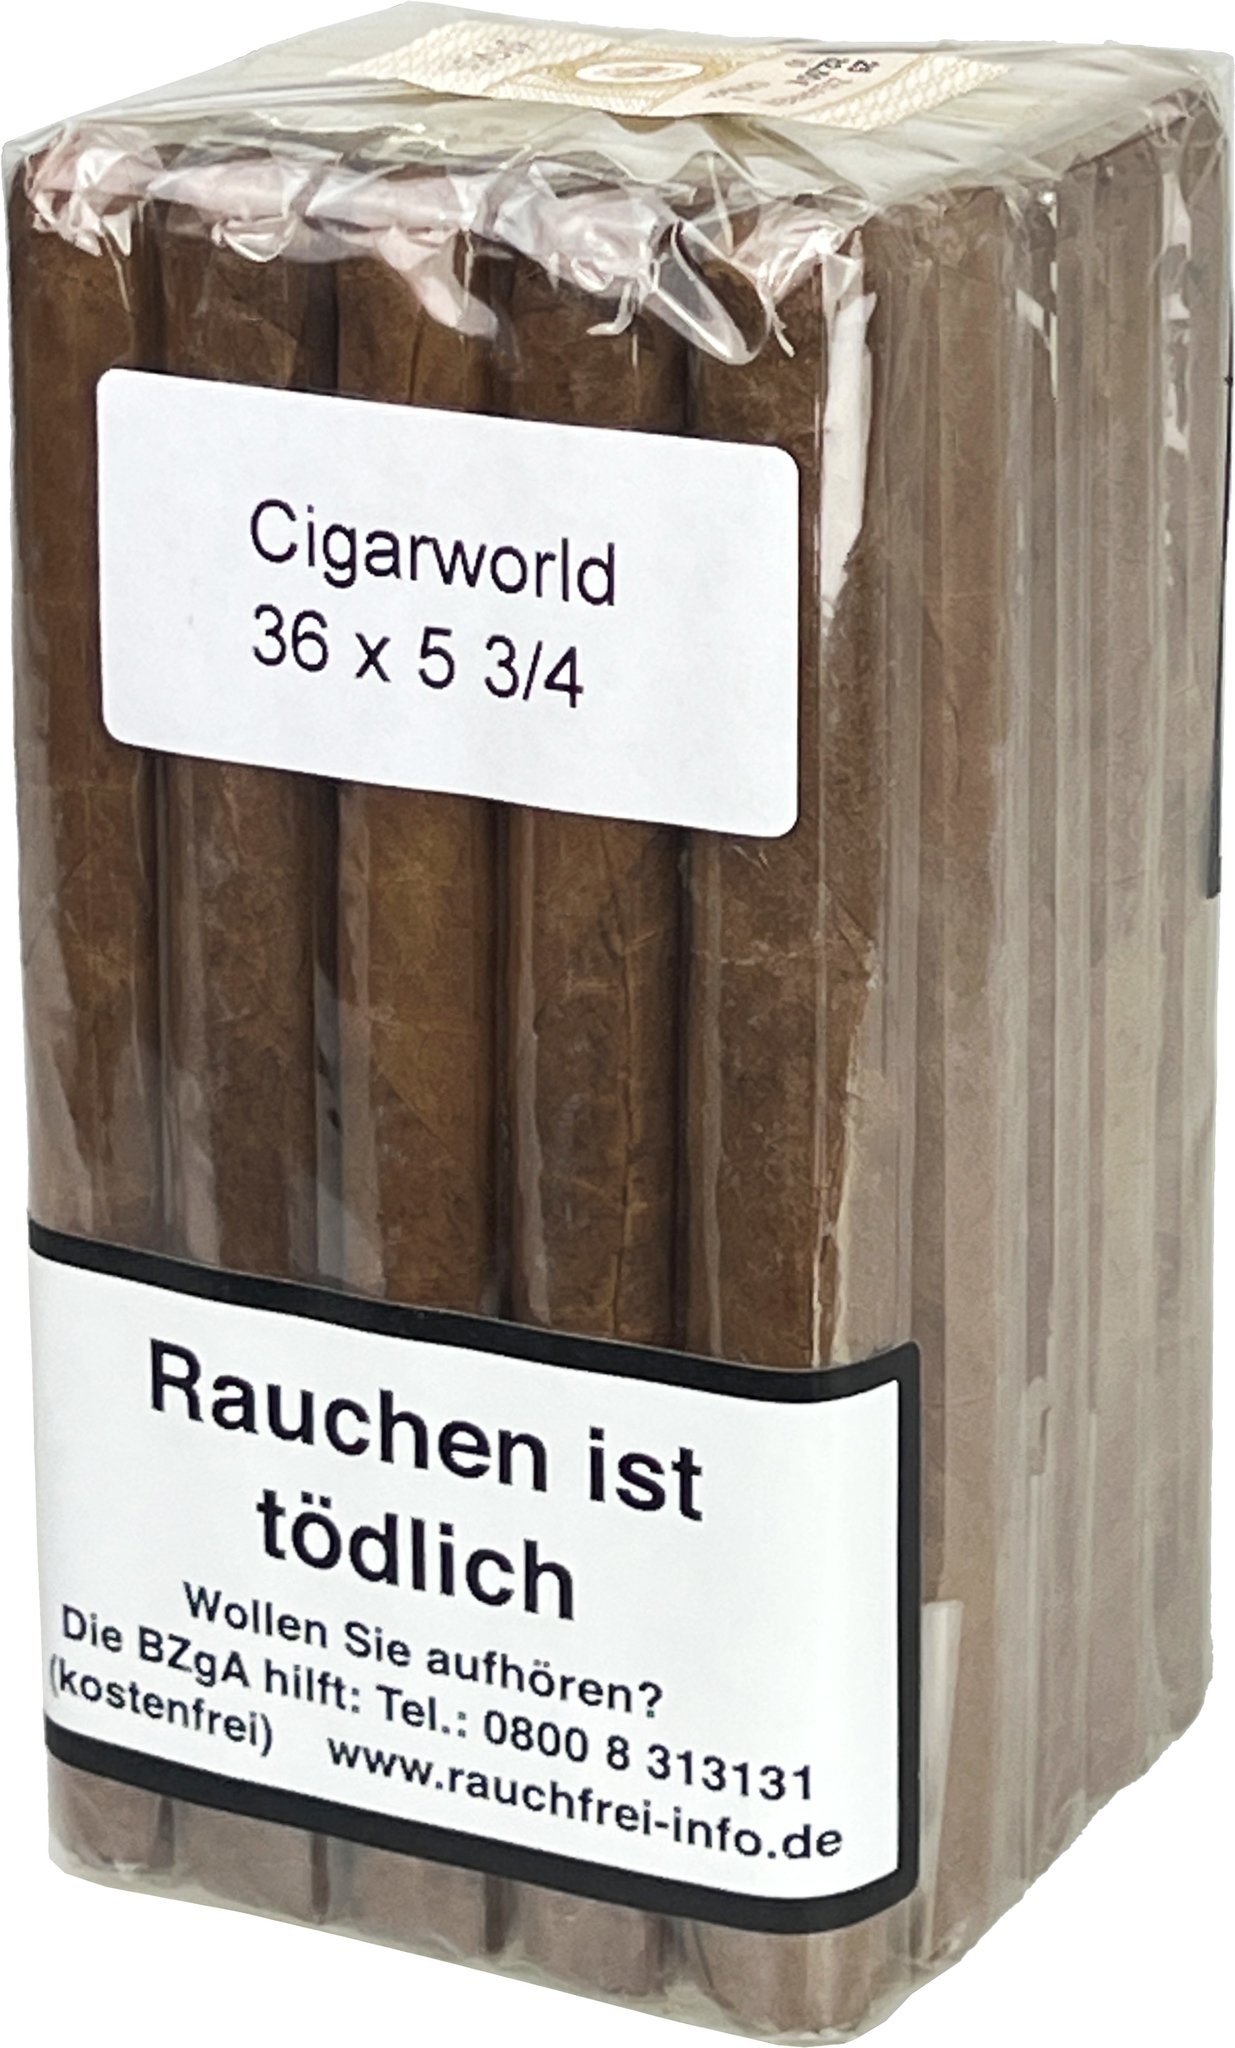 Cigarworld
36 x 5 3/4
Rauchen ist
tödlich
Wollen Sie aufhören?
Die BZgA hilft: Tel.: 0800 8 313131
(kostenfrei) www.rauchfrei-info.de